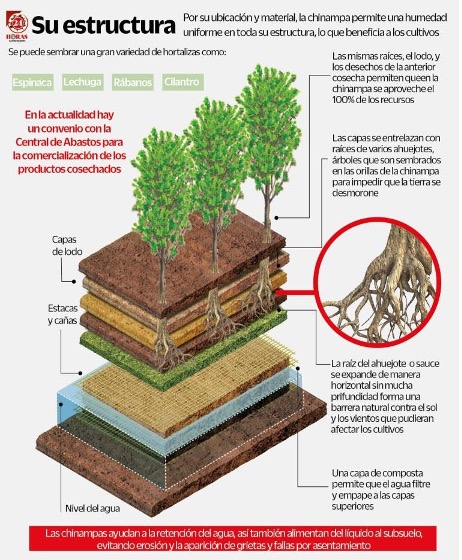 HORAS
Su estructura
Por su ubicación y material, la chinampa permite una humedad
uniforme en toda su estructura, lo que beneficia a los cultivos
Se puede sembrar una gran variedad de hortalizas como:
Espinaca
Lechuga
Rábanos
Cilantro
En la actualidad hay
un convenio con la
Central de Abastos para
la comercialización de los
productos cosechados
Las mismas raíces, el lodo, y
los desechos de la anterior
cosecha permiten queen la
chinampa se aproveche el
100% de los recursos
Las capas se entrelazan con
raíces de varios ahuejotes,
árboles que son sembrados
en las orillas de la chinampa
para impedir que la tierra se
desmorone
Capas
de lodo
Estacas
y cañas
La raíz del ahuejote o sauce
se expande de manera
horizontal sin mucha
prifundidad forma una
barrera natural contra el sol
y los vientos que pudieran
afectar los cultivos
Una capa de composta
permite que el agua filtre
y empape a las capas
superiores
Nivel del agua
Las chinampas ayudan a la retención del agua, así también alimentan del líquido al subsuelo,
evitando erosión y la aparición de grietas y fallas por asentamiento